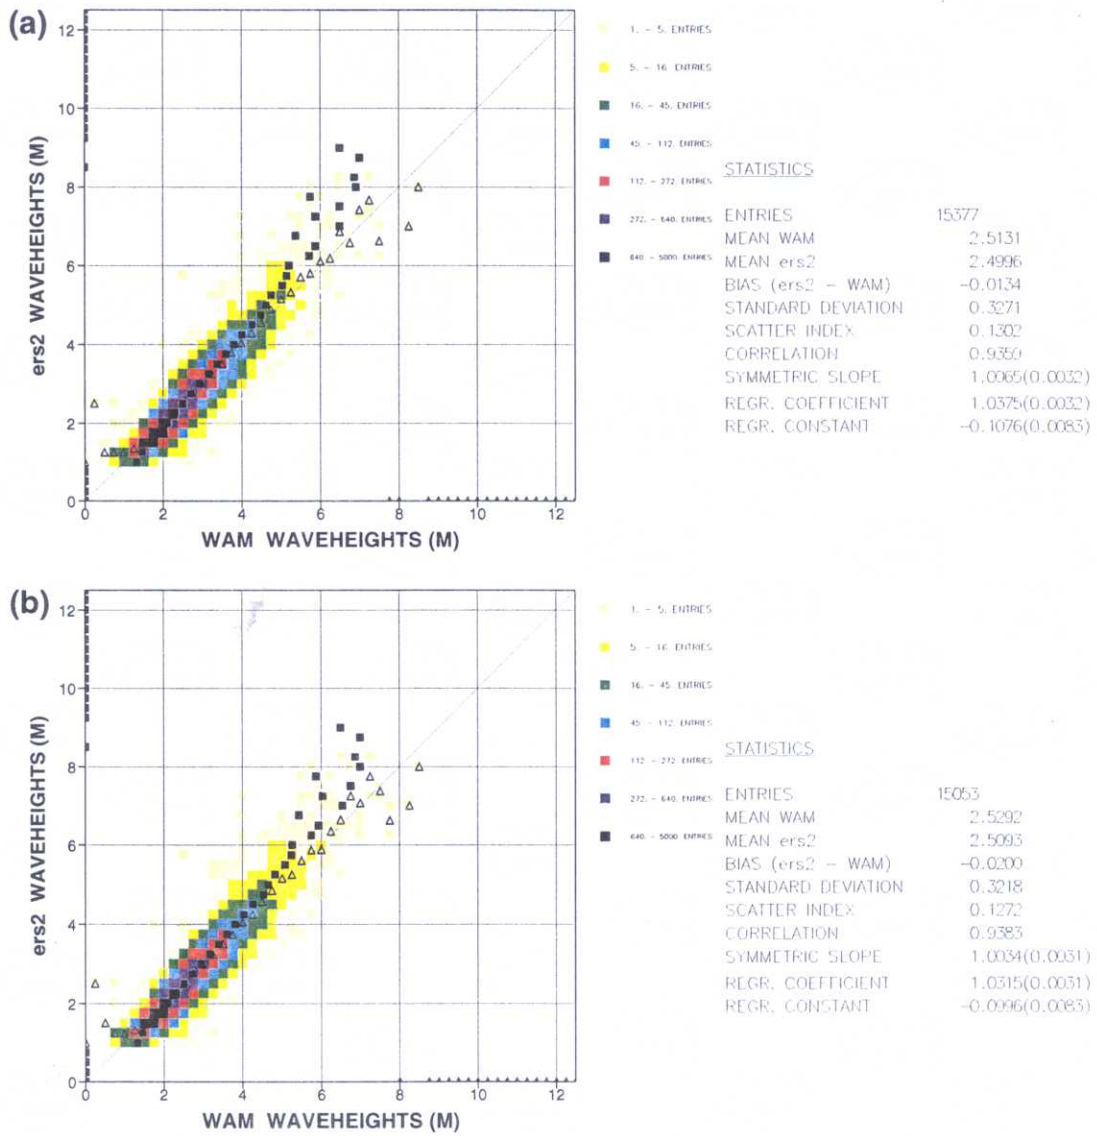 (a)
12
10
8
6
4
2
0
ers2 WAVEHEIGHTS (M)
0 2 4 6 8 10 12
WAM WAVEHEIGHTS (M)
1. - 5. ENTRIES
5. - 16. ENTRIES
16. - 45. ENTRIES
45. - 112. ENTRIES
112. - 272. ENTRIES
272. - 640. ENTRIES
640. - 5000. ENTRIES
STATISTICS
ENTRIES 15377
MEAN WAM 2.5131
MEAN ers2 2.4996
BIAS (ers2 - WAM) -0.0134
STANDARD DEVIATION 0.3271
SCATTER INDEX 0.1302
CORRELATION 0.9359
SYMMETRIC SLOPE 1.0065(0.0032)
REGR. COEFFICIENT 1.0375(0.0032)
REGR. CONSTANT -0.1076(0.0083)
(b)
12
10
8
6
4
2
0
ers2 WAVEHEIGHTS (M)
0 2 4 6 8 10 12
WAM WAVEHEIGHTS (M)
1. - 5. ENTRIES
5. - 16. ENTRIES
16. - 45. ENTRIES
45. - 112. ENTRIES
112. - 272. ENTRIES
272. - 640. ENTRIES
640. - 5000. ENTRIES
STATISTICS
ENTRIES 15053
MEAN WAM 2.5292
MEAN ers2 2.5093
BIAS (ers2 - WAM) -0.0200
STANDARD DEVIATION 0.3218
SCATTER INDEX 0.1272
CORRELATION 0.9383
SYMMETRIC SLOPE 1.0034(0.0031)
REGR. COEFFICIENT 1.0315(0.0031)
REGR. CONSTANT -0.0996(0.0083)